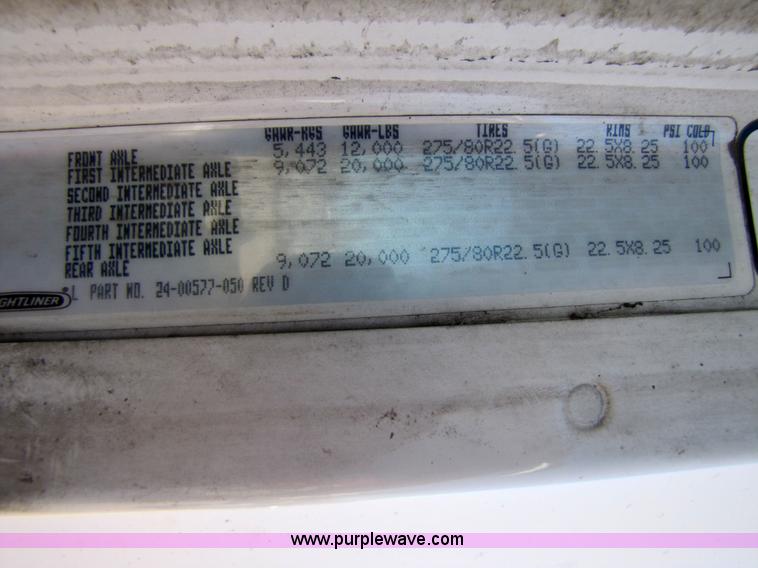 GAWR-KGS GAWR-LBS TIRES RIMS PSI COLD
FRONT AXLE 5,443 12,000 275/80R22.5(G) 22.5X8.25 100
FIRST INTERMEDIATE AXLE 9,072 20,000 275/80R22.5(G) 22.5X8.25 100
SECOND INTERMEDIATE AXLE
THIRD INTERMEDIATE AXLE
FOURTH INTERMEDIATE AXLE
FIFTH INTERMEDIATE AXLE
REAR AXLE 9,072 20,000 275/80R22.5(G) 22.5X8.25 100
GHTLINER ®L PART NO. 24-00577-050 REV D
www.purplewave.com